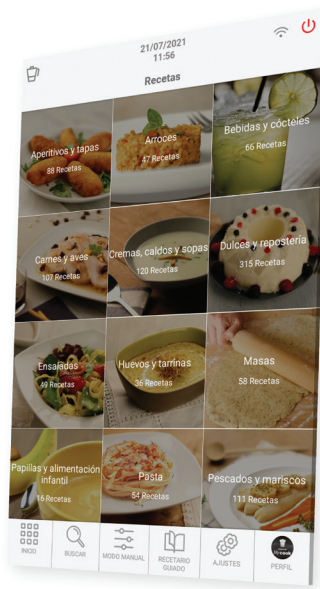 21/07/2021
11:56
Recetas
Aperitivos y tapas
88 Recetas
Arroces
47 Recetas
Bebidas y cócteles
66 Recetas
Carnes y aves
107 Recetas
Cremas, caldos y sopas
120 Recetas
Dulces y repostería
315 Recetas
Ensaladas
49 Recetas
Huevos y tarrinas
36 Recetas
Masas
58 Recetas
Papillas y alimentación
infantil
16 Recetas
Pasta
54 Recetas
Pescados y mariscos
111 Recetas
INICIO
BUSCAR
MODO MANUAL
RECETARIO
GUIADO
AJUSTES
Mycook
PERFIL